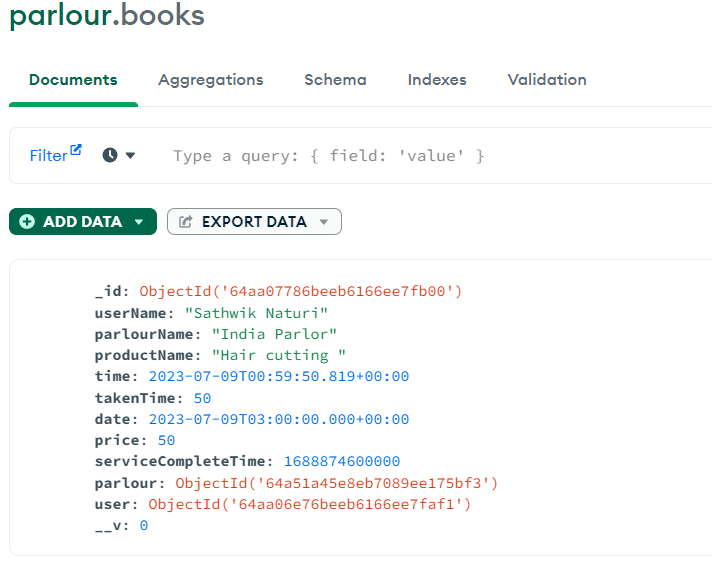 parlour.books
Documents Aggregations Schema Indexes Validation
Filter Type a query: { field: 'value' }
ADD DATA EXPORT DATA
_id: ObjectId('64aa07786beeb6166ee7fb00')
userName: "Sathwik Naturi"
parlourName: "India Parlor"
productName: "Hair cutting "
time: 2023-07-09T00:59:50.819+00:00
takenTime: 50
date: 2023-07-09T03:00:00.000+00:00
price: 50
serviceCompleteTime: 1688874600000
parlour: ObjectId('64a51a45e8eb7089ee175bf3')
user: ObjectId('64aa06e76beeb6166ee7faf1')
__v: 0